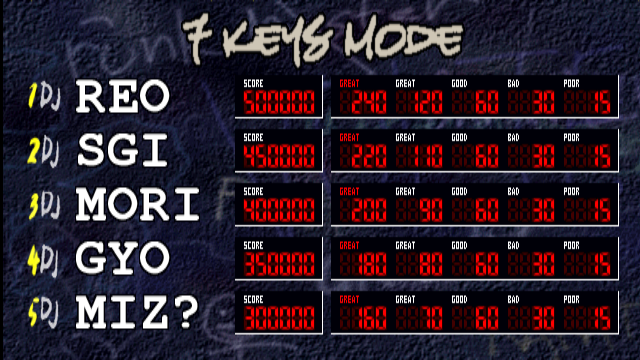 7 KEYS MODE
1DJ REO SCORE 500000 GREAT 240 GREAT 120 GOOD 60 BAD 30 POOR 15
2DJ SGI SCORE 450000 GREAT 220 GREAT 110 GOOD 60 BAD 30 POOR 15
3DJ MORI SCORE 400000 GREAT 200 GREAT 90 GOOD 60 BAD 30 POOR 15
4DJ GYO SCORE 350000 GREAT 180 GREAT 80 GOOD 60 BAD 30 POOR 15
5DJ MIZ? SCORE 300000 GREAT 160 GREAT 70 GOOD 60 BAD 30 POOR 15